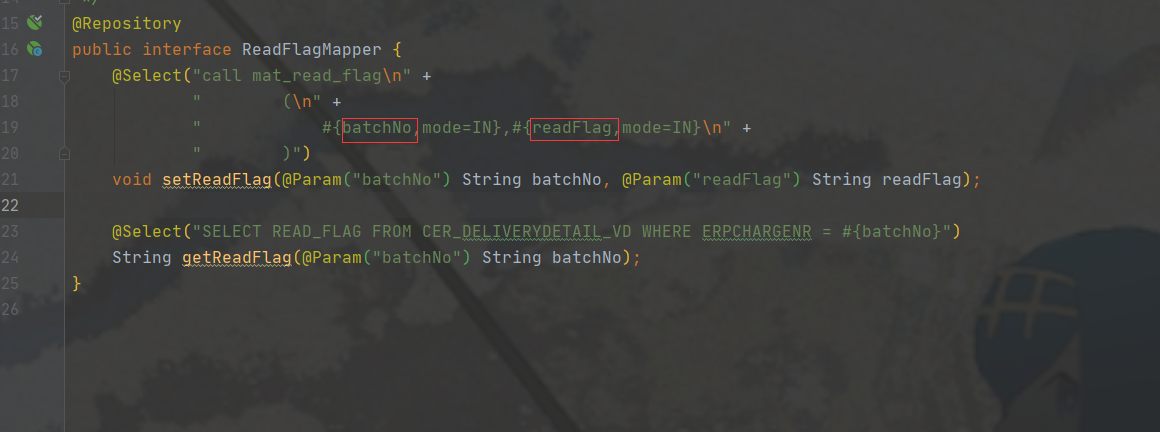 15 @Repository
16 public interface ReadFlagMapper {
17 @Select("call mat_read_flag\n" +
18 " (\n" +
19 " #{batchNo,mode=IN},#{readFlag,mode=IN}\n" +
20 " )")
21 void setReadFlag(@Param("batchNo") String batchNo, @Param("readFlag") String readFlag);
22
23 @Select("SELECT READ_FLAG FROM CER_DELIVERYDETAIL_VD WHERE ERPCHARGENR = #{batchNo}")
24 String getReadFlag(@Param("batchNo") String batchNo);
25 }
26